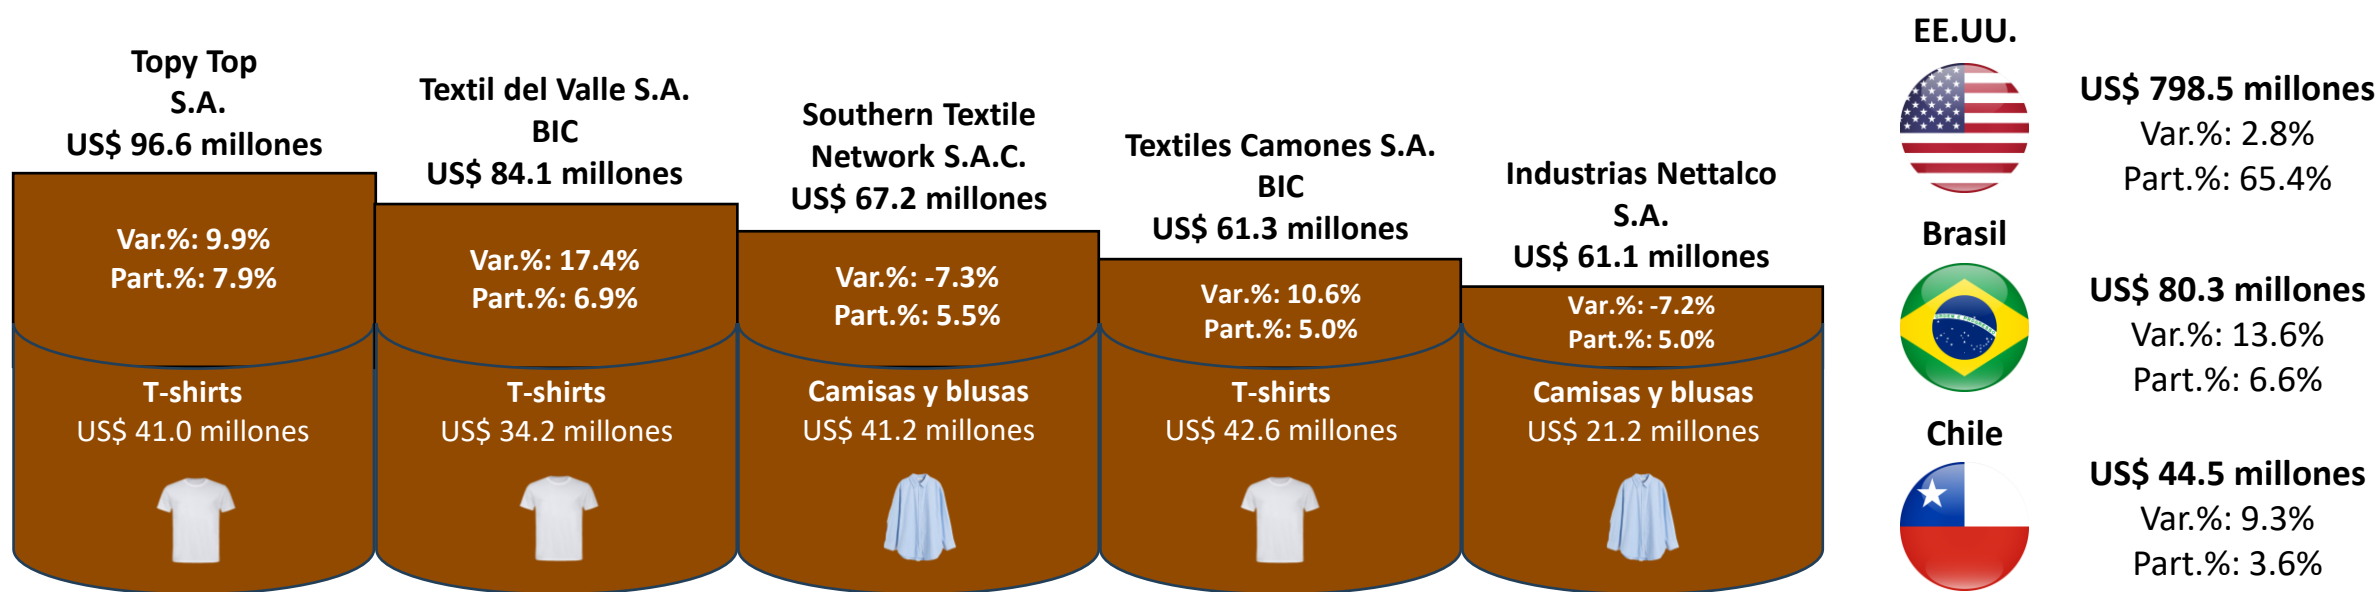 Topy Top
S.A.
US$ 96.6 millones
Var.%: 9.9%
Part.%: 7.9%
T-shirts
US$ 41.0 millones
Textil del Valle S.A.
BIC
US$ 84.1 millones
Var.%: 17.4%
Part.%: 6.9%
T-shirts
US$ 34.2 millones
Southern Textile
Network S.A.C.
US$ 67.2 millones
Var.%: -7.3%
Part.%: 5.5%
Camisas y blusas
US$ 41.2 millones
Textiles Camones S.A.
BIC
US$ 61.3 millones
Var.%: 10.6%
Part.%: 5.0%
T-shirts
US$ 42.6 millones
Industrias Nettalco
S.A.
US$ 61.1 millones
Var.%: -7.2%
Part.%: 5.0%
Camisas y blusas
US$ 21.2 millones
EE.UU.
US$ 798.5 millones
Var.%: 2.8%
Part.%: 65.4%
Brasil
US$ 80.3 millones
Var.%: 13.6%
Part.%: 6.6%
Chile
US$ 44.5 millones
Var.%: 9.3%
Part.%: 3.6%